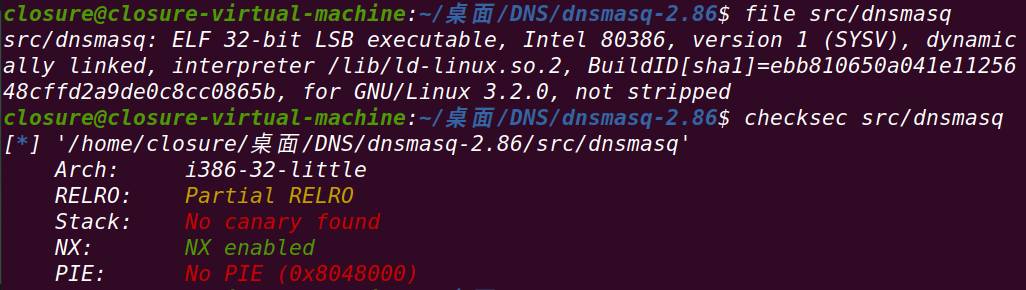 closure@closure-virtual-machine:~/桌面/DNS/dnsmasq-2.86$ file src/dnsmasq
src/dnsmasq: ELF 32-bit LSB executable, Intel 80386, version 1 (SYSV), dynamic
ally linked, interpreter /lib/ld-linux.so.2, BuildID[sha1]=ebb810650a041e11256
48cffd2a9de0c8cc0865b, for GNU/Linux 3.2.0, not stripped
closure@closure-virtual-machine:~/桌面/DNS/dnsmasq-2.86$ checksec src/dnsmasq
[*] '/home/closure/桌面/DNS/dnsmasq-2.86/src/dnsmasq'
    Arch:     i386-32-little
    RELRO:    Partial RELRO
    Stack:    No canary found
    NX:       NX enabled
    PIE:      No PIE (0x8048000)